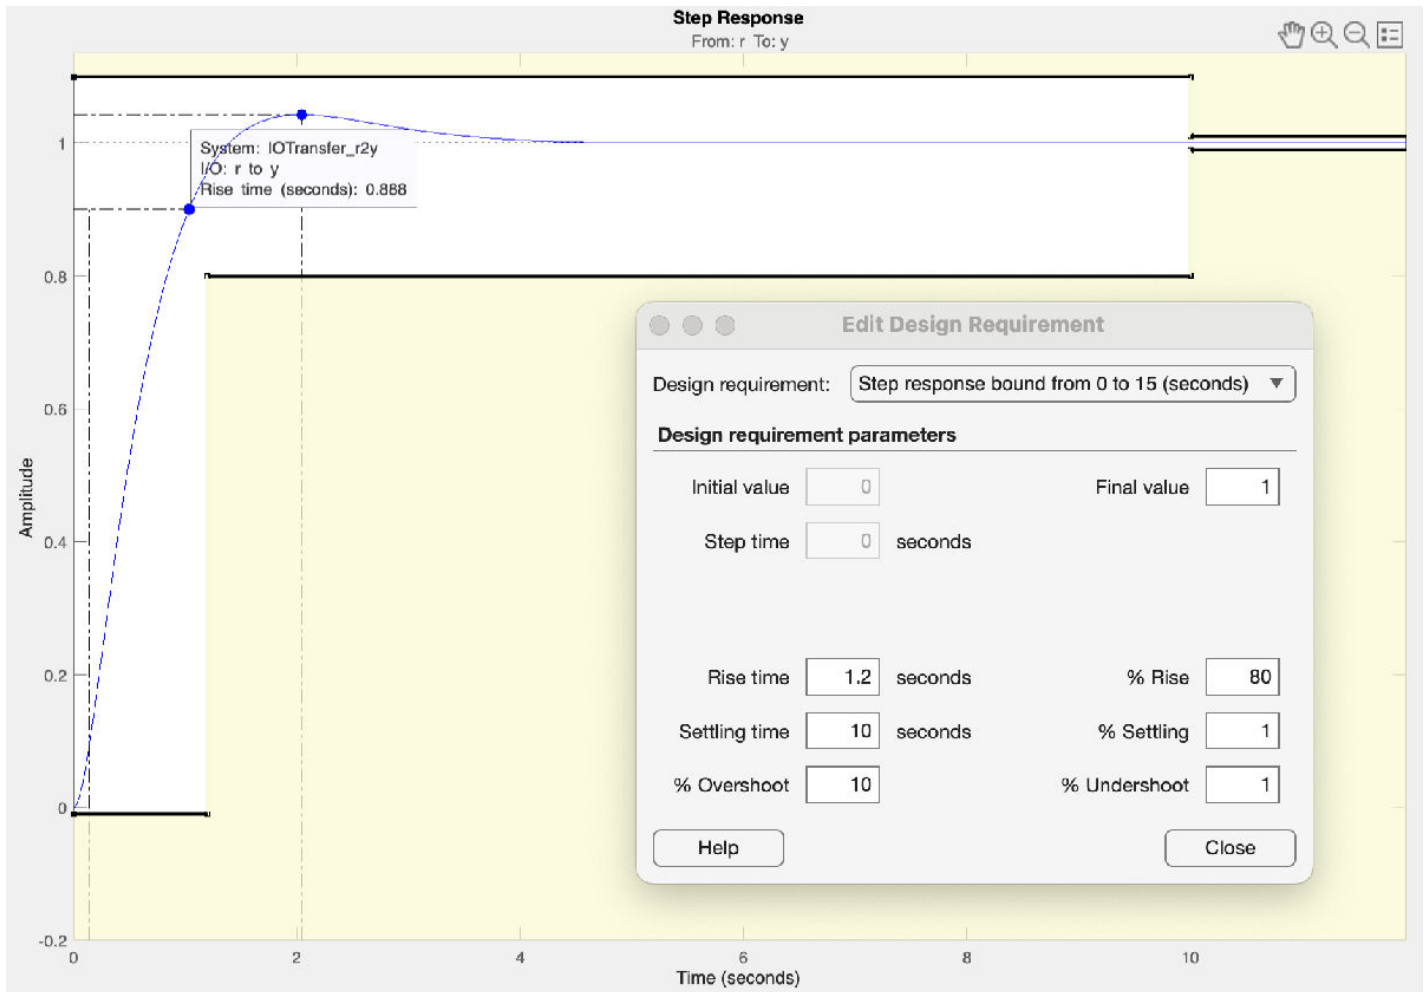 Step Response
From: r To: y
System: IOTransfer_r2y
I/O: r to y
Rise time (seconds): 0.888
Edit Design Requirement
Design requirement: Step response bound from 0 to 15 (seconds)
Design requirement parameters
Initial value 0 Final value 1
Step time 0 seconds
Rise time 1.2 seconds % Rise 80
Settling time 10 seconds % Settling 1
% Overshoot 10 % Undershoot 1
Help Close
Amplitude
1
0.8
0.6
0.4
0.2
0
-0.2
0 2 4 6 8 10
Time (seconds)